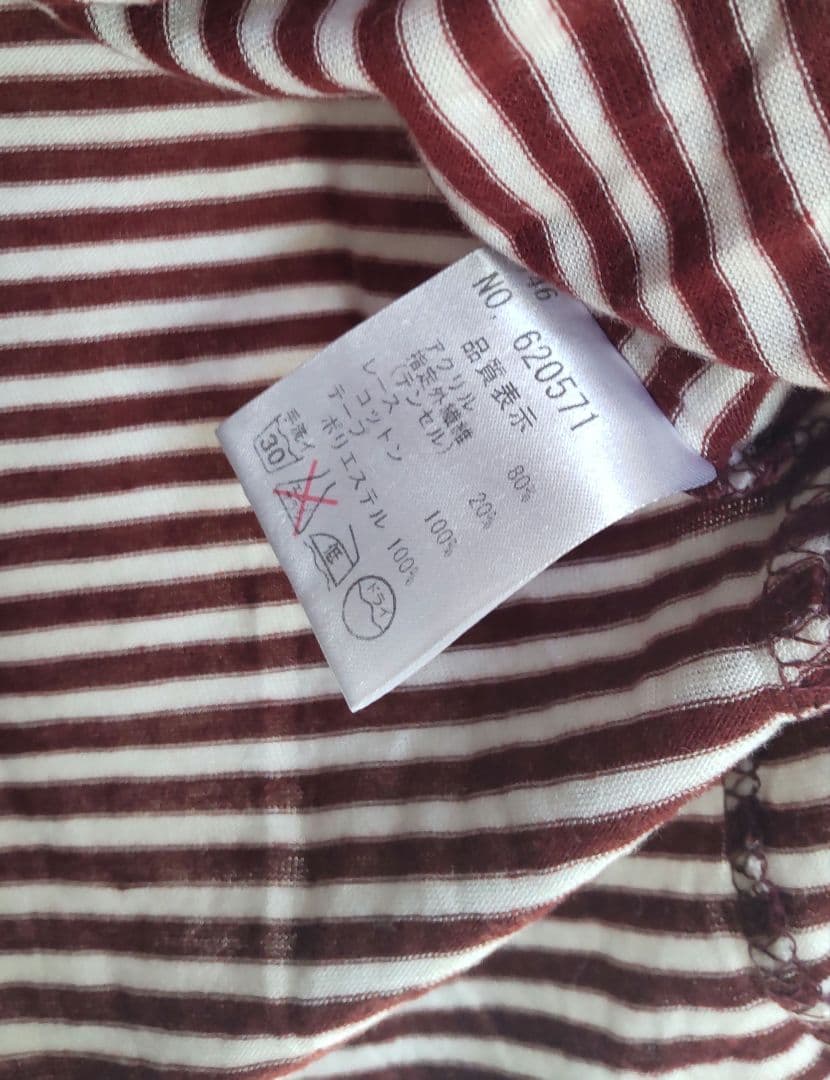 46
NO. 620571
品質表示
アクリル 80%
指定外繊維
(テンセル) 20%
レース
コットン 100%
テープ
ポリエステル 100%
手洗イ
30
低
ドライ